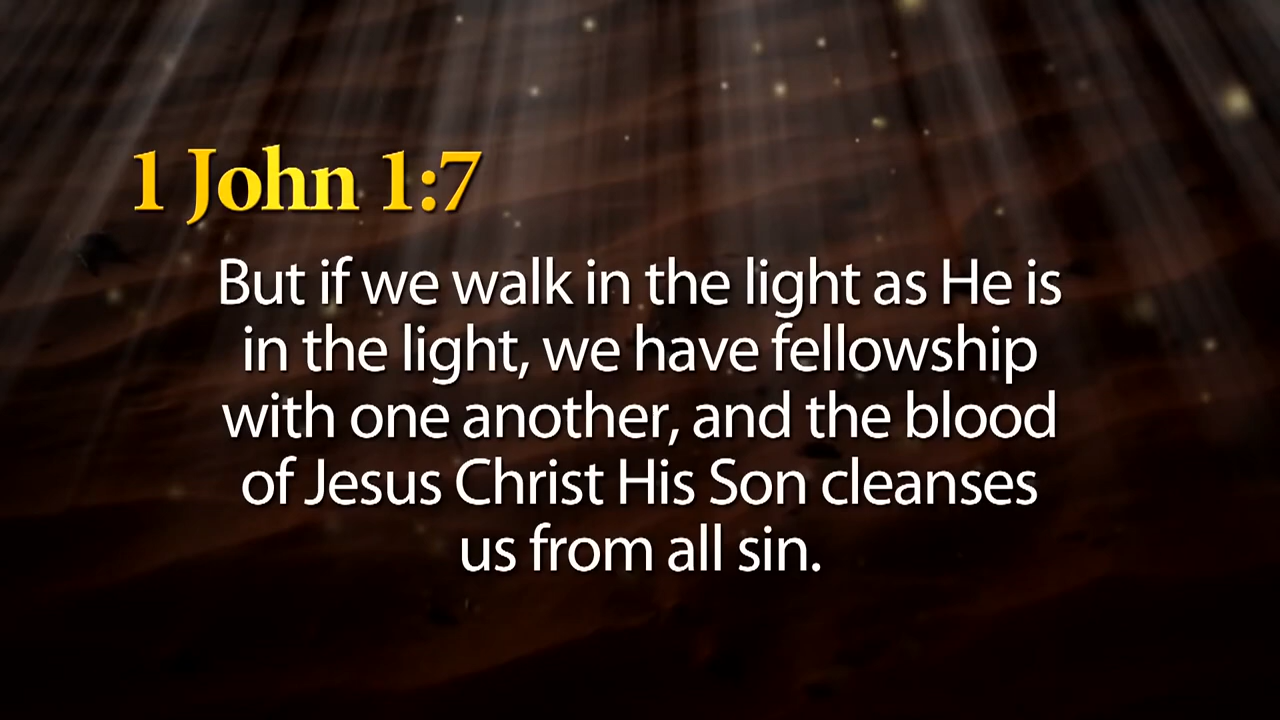 1 John 1:7
But if we walk in the light as He is
in the light, we have fellowship
with one another, and the blood
of Jesus Christ His Son cleanses
us from all sin.